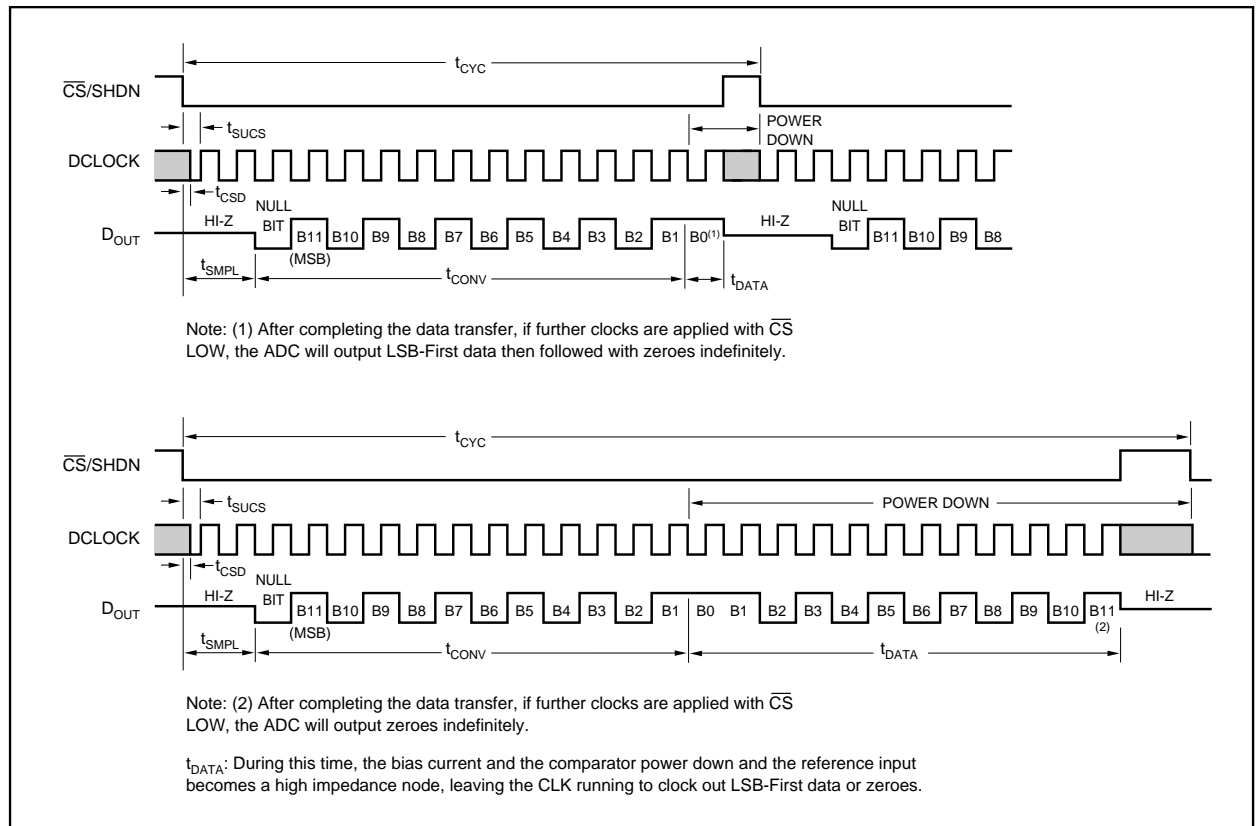 tCYC
CS/SHDN
tSUCS
POWER
DOWN
DCLOCK
tCSD
NULL
BIT
HI-Z
NULL
BIT
HI-Z
DOUT
B11 B10 B9 B8 B7 B6 B5 B4 B3 B2 B1 B0(1)
B11 B10 B9 B8
(MSB)
tSMPL
tCONV
tDATA
Note: (1) After completing the data transfer, if further clocks are applied with CS
LOW, the ADC will output LSB-First data then followed with zeroes indefinitely.
tCYC
CS/SHDN
tSUCS
POWER DOWN
DCLOCK
tCSD
NULL
BIT
HI-Z
HI-Z
DOUT
B11 B10 B9 B8 B7 B6 B5 B4 B3 B2 B1 B0 B1 B2 B3 B4 B5 B6 B7 B8 B9 B10 B11
(MSB)
(2)
tSMPL
tCONV
tDATA
Note: (2) After completing the data transfer, if further clocks are applied with CS
LOW, the ADC will output zeroes indefinitely.
tDATA: During this time, the bias current and the comparator power down and the reference input
becomes a high impedance node, leaving the CLK running to clock out LSB-First data or zeroes.